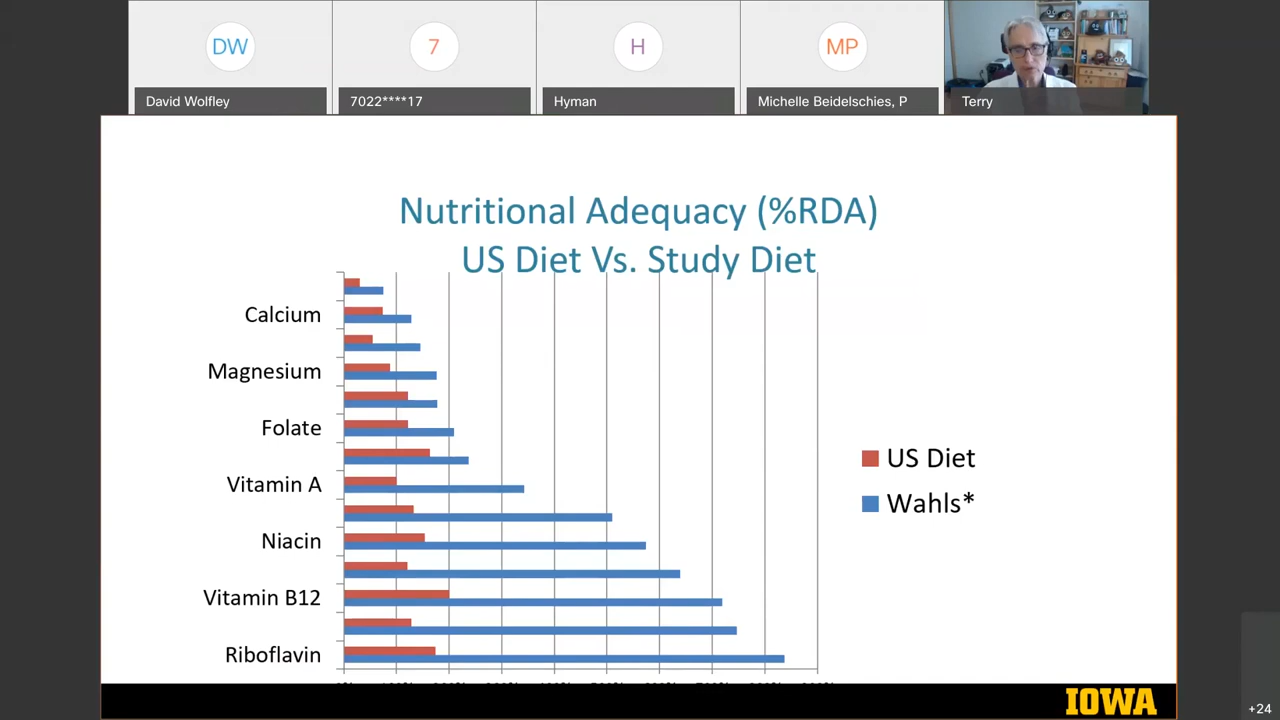 DW
7
H
MP
David Wolfley
7022****17
Hyman
Michelle Beidelschies, P
Terry
Nutritional Adequacy (%RDA)
US Diet Vs. Study Diet
Calcium
Magnesium
Folate
Vitamin A
Niacin
Vitamin B12
Riboflavin
US Diet
Wahls*
IOWA
+24